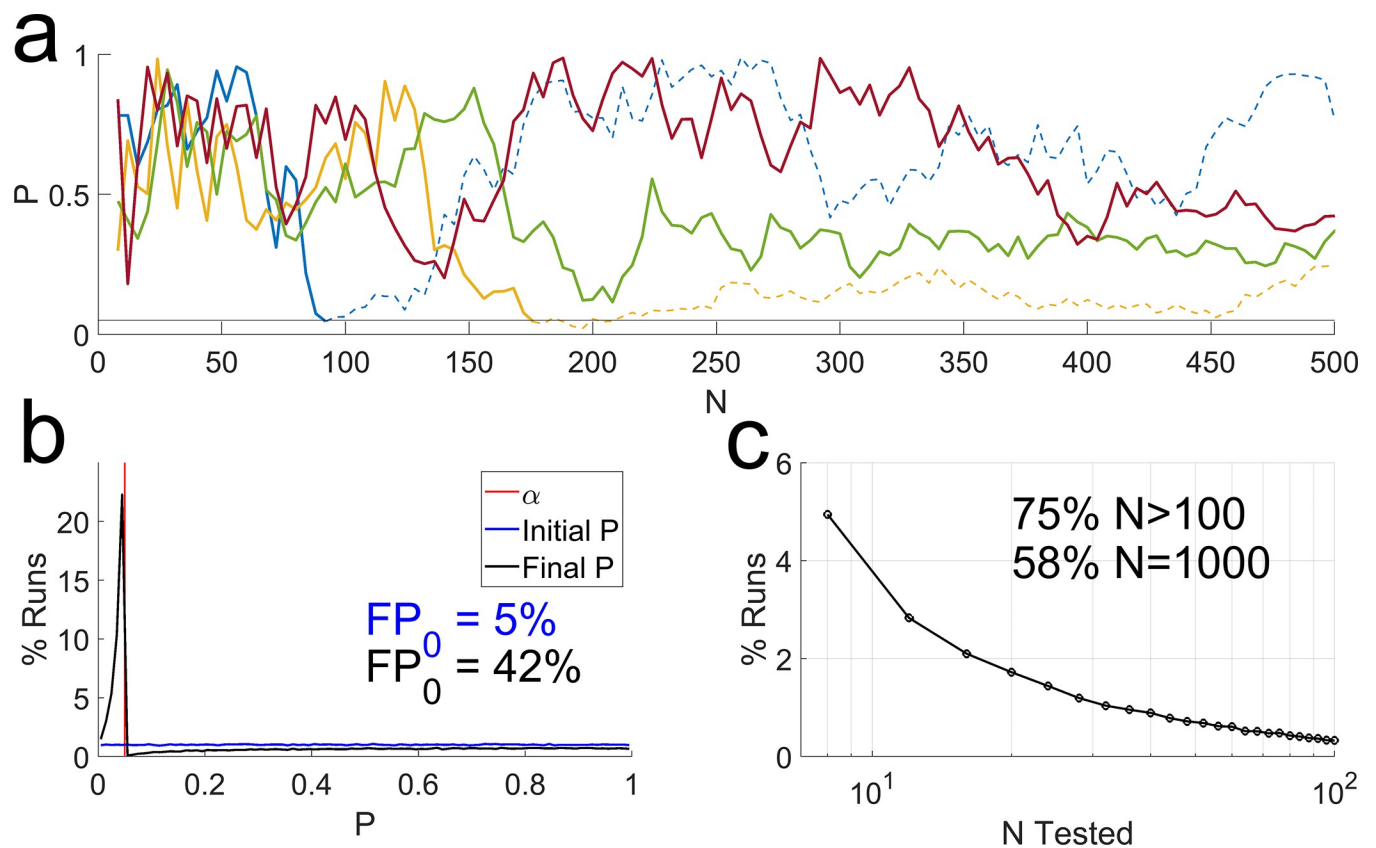 a
1
0.5
0
P
0 50 100 150 200 250 300 350 400 450 500
N
b
20
15
10
5
0
% Runs
α
Initial P
Final P
FP0 = 5%
FP0 = 42%
0 0.2 0.4 0.6 0.8 1
P
c
6
4
2
0
% Runs
75% N>100
58% N=1000
10^1 10^2
N Tested